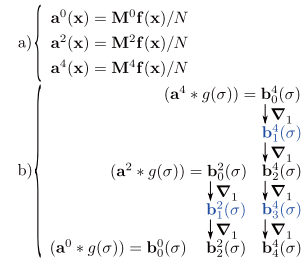 a) a⁰(x) = M⁰f(x)/N
a²(x) = M²f(x)/N
a⁴(x) = M⁴f(x)/N
b) (a⁴ * g(σ)) = b₀⁴(σ)
↓∇₁
b₁⁴(σ)
↓∇₁
(a² * g(σ)) = b₀²(σ) b₂⁴(σ)
↓∇₁ ↓∇₁
b₁²(σ) b₃⁴(σ)
↓∇₁ ↓∇₁
(a⁰ * g(σ)) = b₀⁰(σ) b₂²(σ) b₄⁴(σ)